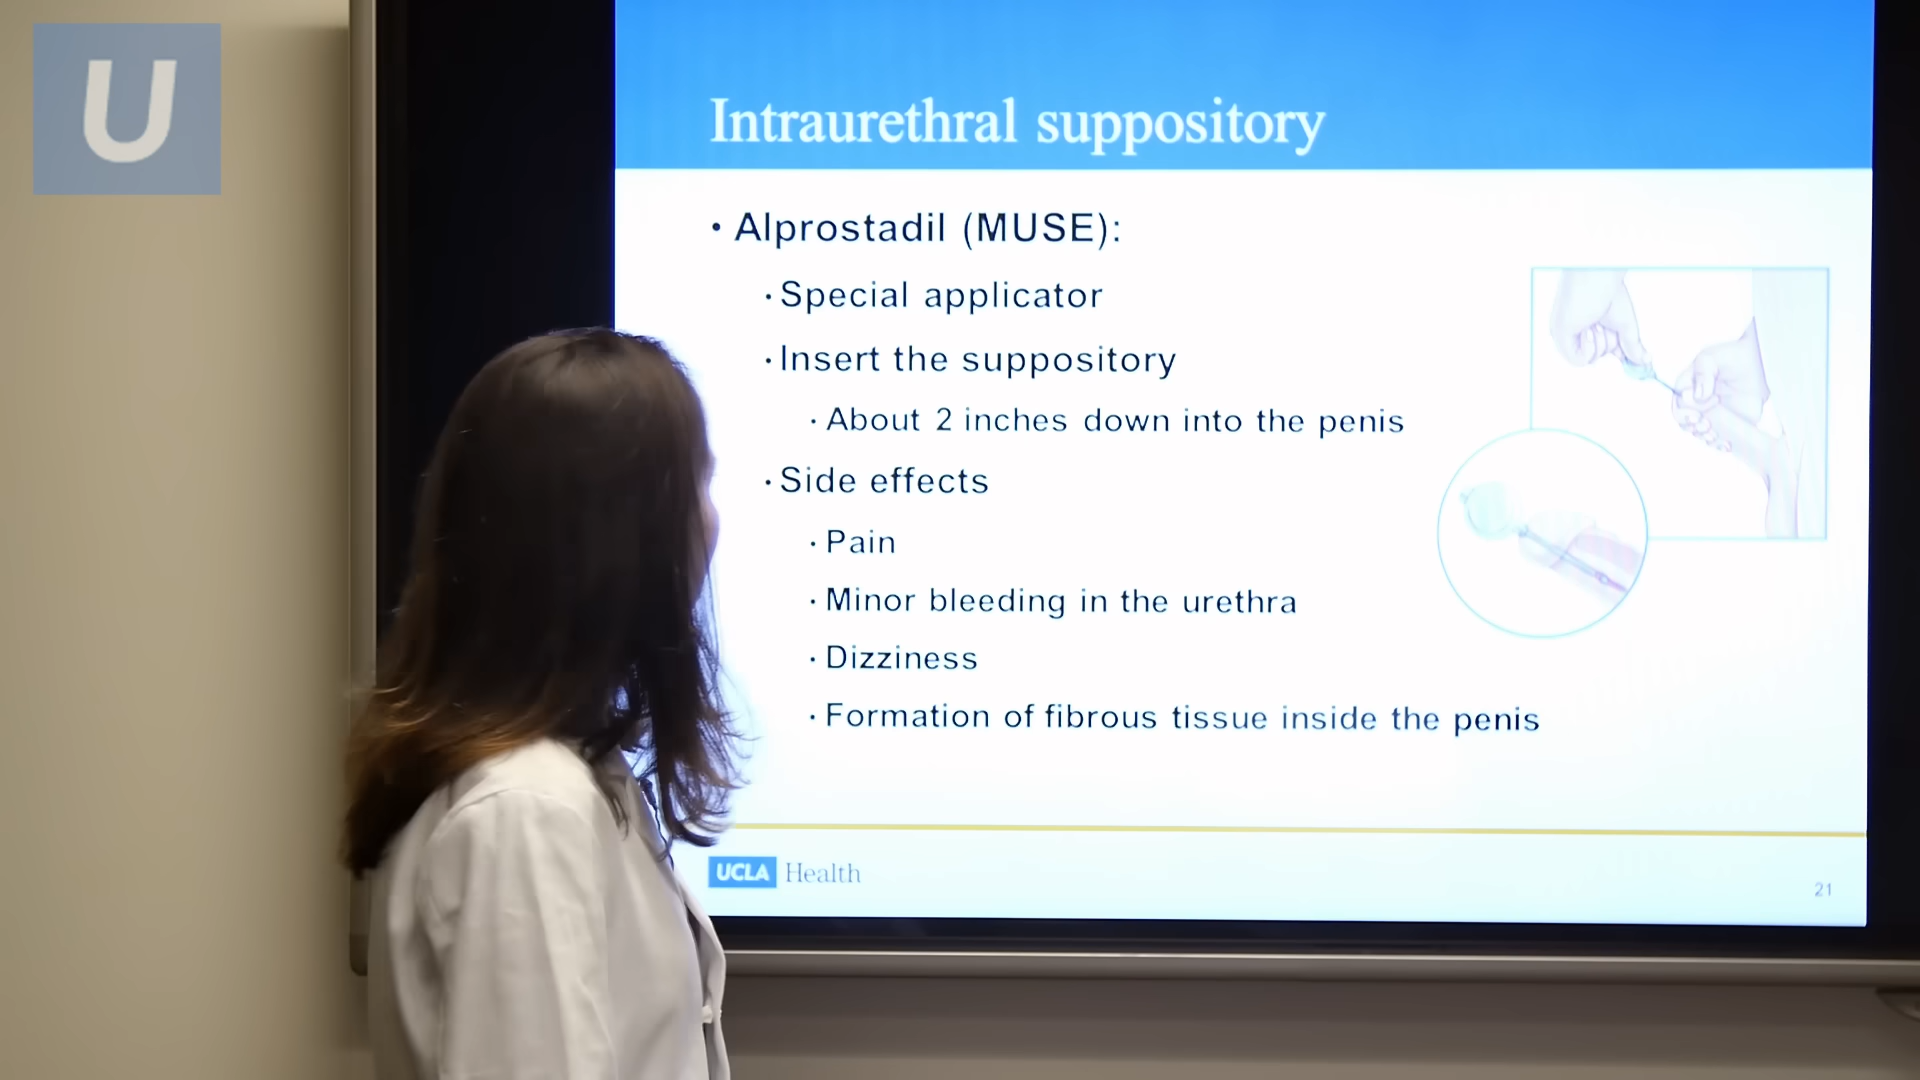 U
Intraurethral suppository
• Alprostadil (MUSE):
• Special applicator
• Insert the suppository
• About 2 inches down into the penis
• Side effects
• Pain
• Minor bleeding in the urethra
• Dizziness
• Formation of fibrous tissue inside the penis
UCLA Health
21